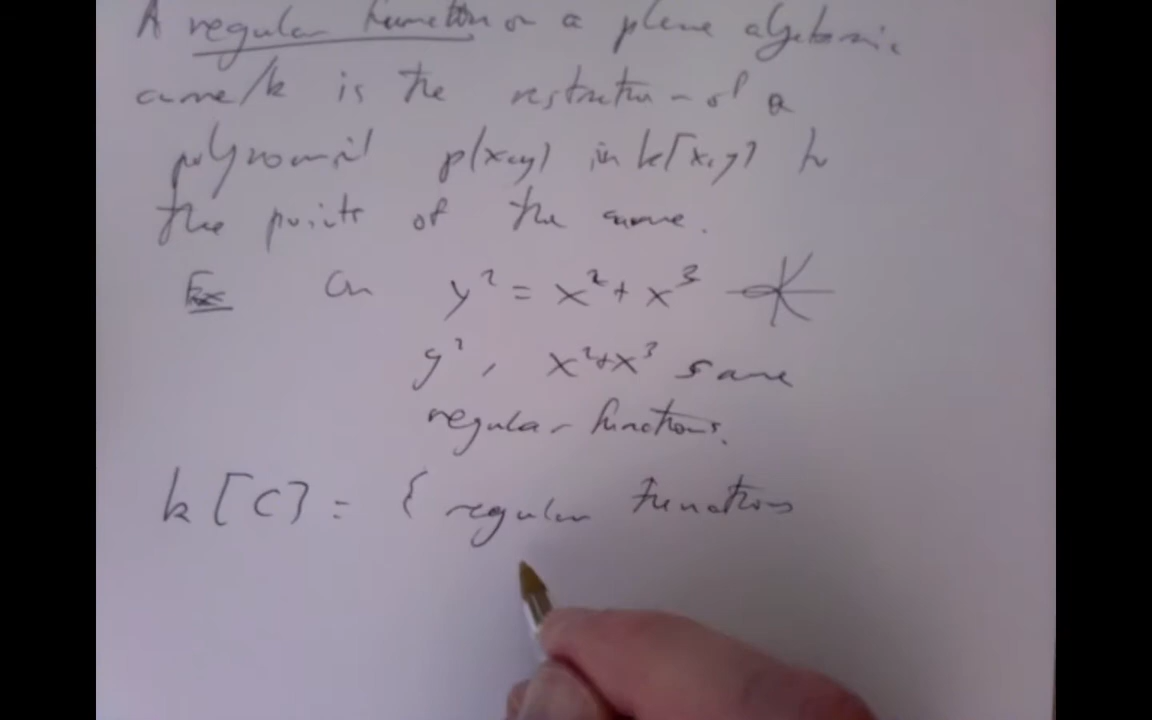 A regular function on a plane algebraic
curve/k is the restriction of a
polynomial p(x,y) in k[x,y] to
the points of the curve.
Ex On y² = x² + x³
y², x²+x³ same
regular functions.
k[C] = { regular functions